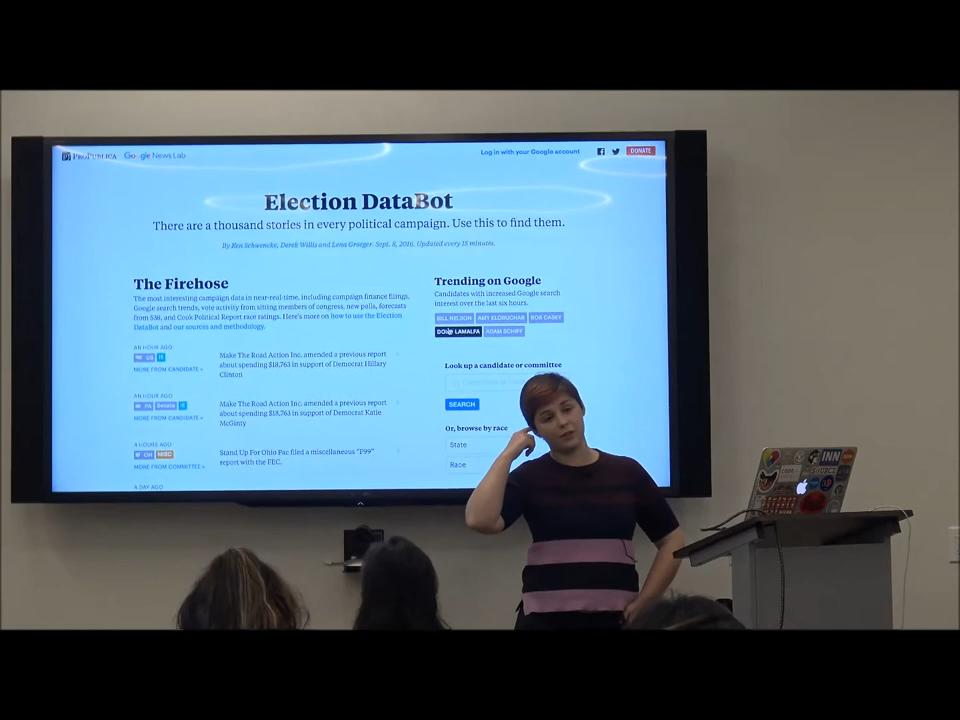 PROPUBLICA Google News Lab
Log in with your Google account
DONATE
Election DataBot
There are a thousand stories in every political campaign. Use this to find them.
By Ken Schwencke, Derek Willis and Lena Groeger. Sept. 8, 2016. Updated every 15 minutes.
The Firehose
The most interesting campaign data in near-real-time, including campaign finance filings,
Google search trends, vote activity from sitting members of congress, new polls, forecasts
from 538, and Cook Political Report race ratings. Here's more on how to use the Election
DataBot and our sources and methodology.
AN HOUR AGO
US
MORE FROM CANDIDATE »
Make The Road Action Inc. amended a previous report
about spending $18,763 in support of Democrat Hillary
Clinton
AN HOUR AGO
PA Senate
MORE FROM CANDIDATE »
Make The Road Action Inc. amended a previous report
about spending $18,763 in support of Democrat Katie
McGinty
4 HOURS AGO
OH MISC
MORE FROM COMMITTEE »
Stand Up For Ohio Pac filed a miscellaneous "F99"
report with the FEC.
A DAY AGO
Trending on Google
Candidates with increased Google search
interest over the last six hours.
BILL NELSON AMY KLOBUCHAR BOB CASEY
LAMALFA ADAM SCHIFF
Look up a candidate or committee
SEARCH
Or, browse by race
State
Race
INN